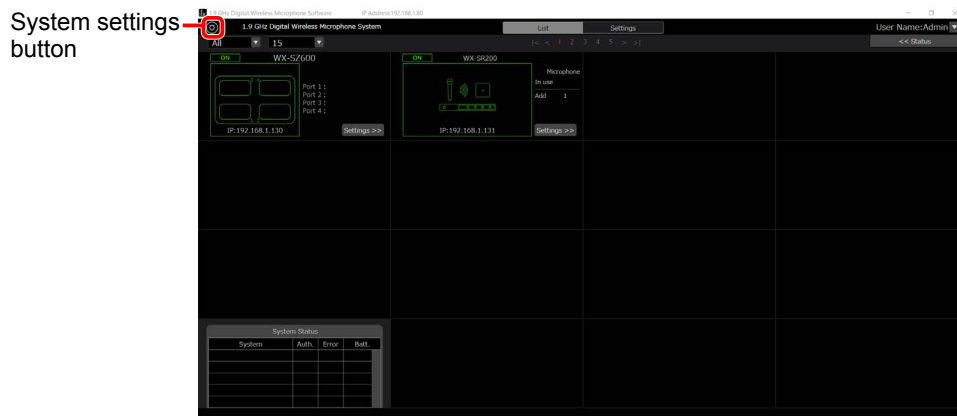 System settings button
1.9 GHz Digital Wireless Microphone Software IP Address:192.168.1.80
1.9 GHz Digital Wireless Microphone System List Settings User Name:Admin
All 15 |< < 1 2 3 4 5 > >| << Status
ON WX-SZ600
Port 1 :
Port 2 :
Port 3 :
Port 4 :
IP:192.168.1.130 Settings >>
ON WX-SR200
Microphone
In use
Add 1
IP:192.168.1.131 Settings >>
System Status
System Auth. Error Batt.